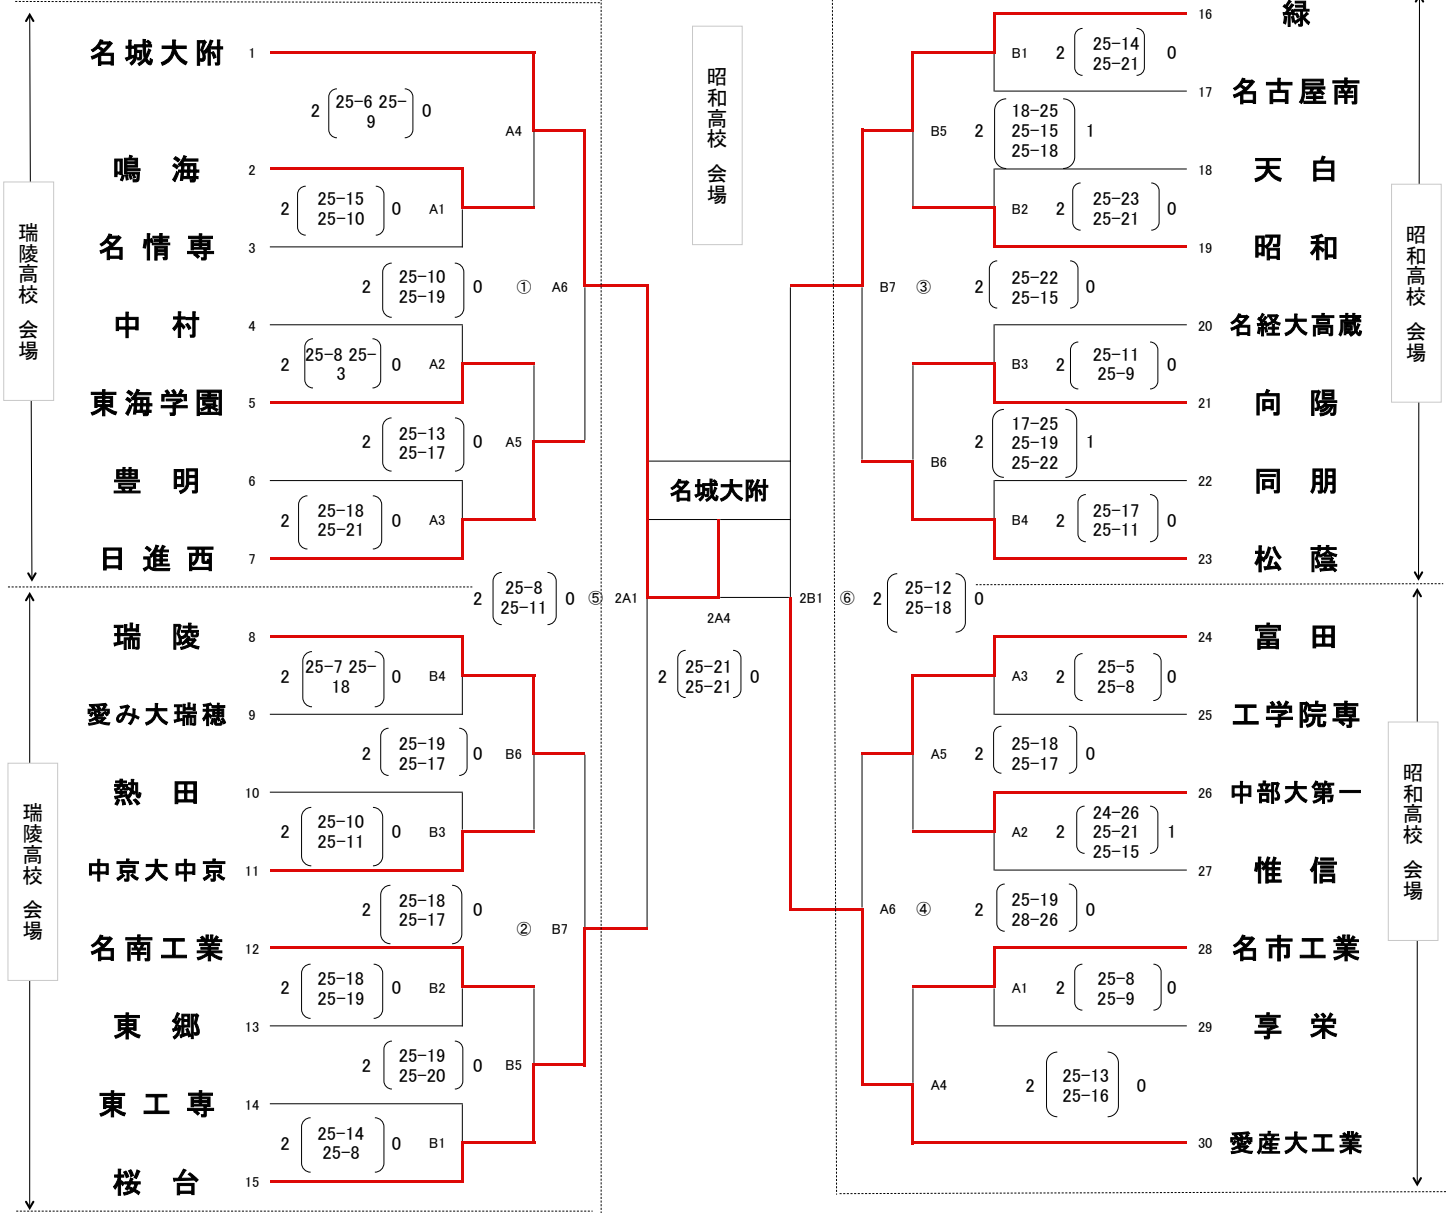 名城大附 1
2 25-6 25-9 0
A4
鳴 海 2
2 25-15 0 A1
25-10
名 情 専 3
2 25-10 0 ① A6
25-19
中 村 4
2 25-8 25-3 0 A2
東海学園 5
2 25-13 0 A5
25-17
豊 明 6
2 25-18 0 A3
25-21
日 進 西 7
瑞陵高校 会場
2 25-8 0 ⑤ 2A1
25-11
瑞 陵 8
2 25-7 25-18 0 B4
愛み大瑞穂 9
2 25-19 0 B6
25-17
熱 田 10
2 25-10 0 B3
25-11
中京大中京 11
2 25-18 0
25-17
② B7
名南工業 12
2 25-18 0 B2
25-19
東 郷 13
2 25-19 0 B5
25-20
東 工 専 14
2 25-14 0 B1
25-8
桜 台 15
瑞陵高校 会場
昭和高校 会場
名城大附
2A4
2 25-21 0
25-21
16 緑
B1 2 25-14 0
25-21
17 名古屋南
B5 2 18-25 1
25-15
25-18
18 天 白
B2 2 25-23 0
25-21
19 昭 和
B7 ③ 2 25-22 0
25-15
20 名経大高蔵
B3 2 25-11 0
25-9
21 向 陽
B6 2 17-25 1
25-19
25-22
22 同 朋
B4 2 25-17 0
25-11
23 松 蔭
昭和高校 会場
2B1 ⑥ 2 25-12 0
25-18
24 富 田
A3 2 25-5 0
25-8
25 工学院専
A5 2 25-18 0
25-17
26 中部大第一
A2 2 24-26 1
25-21
25-15
27 惟 信
A6 ④ 2 25-19 0
28-26
28 名市工業
A1 2 25-8 0
25-9
29 享 栄
A4 2 25-13 0
25-16
30 愛産大工業
昭和高校 会場